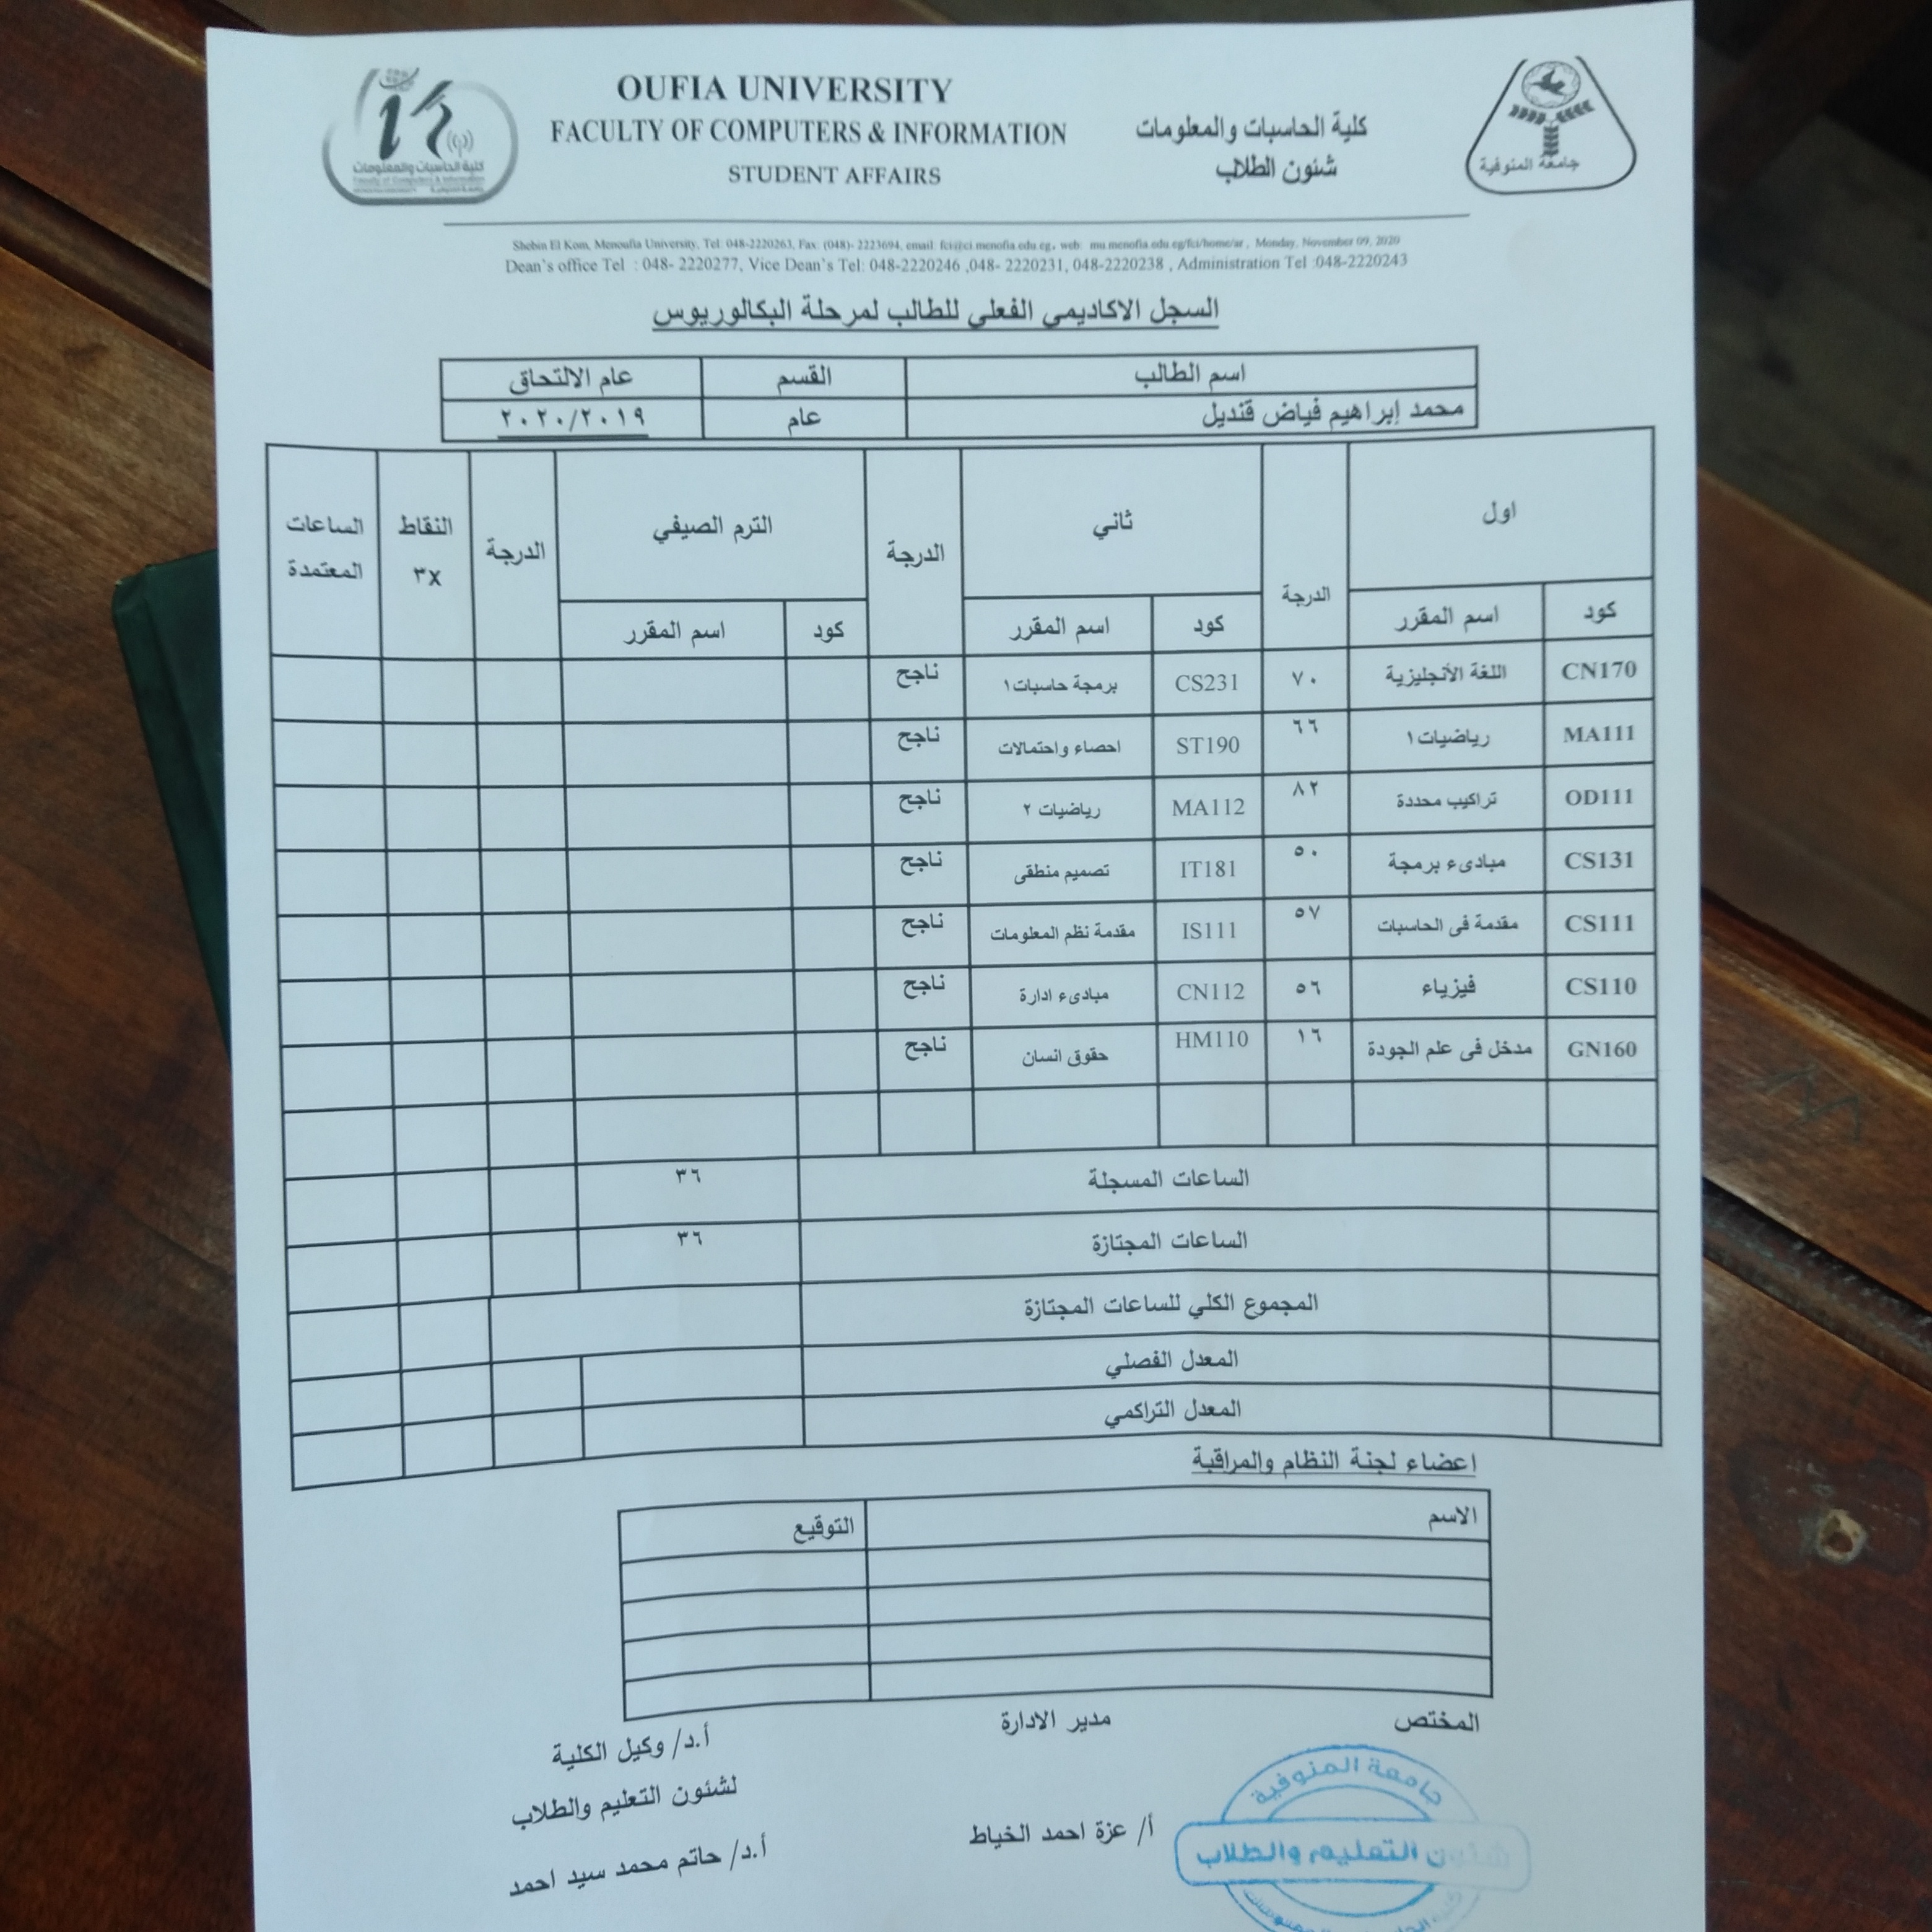 OUFIA UNIVERSITY
FACULTY OF COMPUTERS & INFORMATION
STUDENT AFFAIRS
كلية الحاسبات والمعلومات
شئون الطلاب
جامعة المنوفية
كلية الحاسبات والمعلومات
Faculty of Computers & Information
Shebin El Kom, Menoufia University, Tel: 048-2220263, Fax: (048)- 2223694, email: fci@ci.menofia.edu.eg, web: mu.menofia.edu.eg/fci/home/ar , Monday, November 09, 2020
Dean's office Tel : 048- 2220277, Vice Dean's Tel: 048-2220246 ,048- 2220231, 048-2220238 , Administration Tel :048-2220243
السجل الاكاديمي الفعلي للطالب لمرحلة البكالوريوس
اسم الطالب القسم عام الالتحاق
محمد إبراهيم فياض قنديل عام ٢٠٢٠/٢٠١٩
اول الدرجة ثاني الدرجة الترم الصيفي الدرجة النقاط ٣x الساعات المعتمدة
كود اسم المقرر كود اسم المقرر كود اسم المقرر
CN170 اللغة الأنجليزية ٧٠ CS231 برمجة حاسبات١ ناجح
MA111 رياضيات١ ٦٦ ST190 احصاء واحتمالات ناجح
OD111 تراكيب محددة ٨٢ MA112 رياضيات ٢ ناجح
CS131 مبادىء برمجة ٥٠ IT181 تصميم منطقى ناجح
CS111 مقدمة فى الحاسبات ٥٧ IS111 مقدمة نظم المعلومات ناجح
CS110 فيزياء ٥٦ CN112 مبادىء ادارة ناجح
GN160 مدخل فى علم الجودة ١٦ HM110 حقوق انسان ناجح
الساعات المسجلة ٣٦
الساعات المجتازة ٣٦
المجموع الكلي للساعات المجتازة
المعدل الفصلي
المعدل التراكمي
اعضاء لجنة النظام والمراقبة
الاسم التوقيع
المختص مدير الادارة أ.د/ وكيل الكلية
لشئون التعليم والطلاب
أ/ عزة احمد الخياط أ.د/ حاتم محمد سيد احمد
جامعة المنوفية
شئون التعليم والطلاب